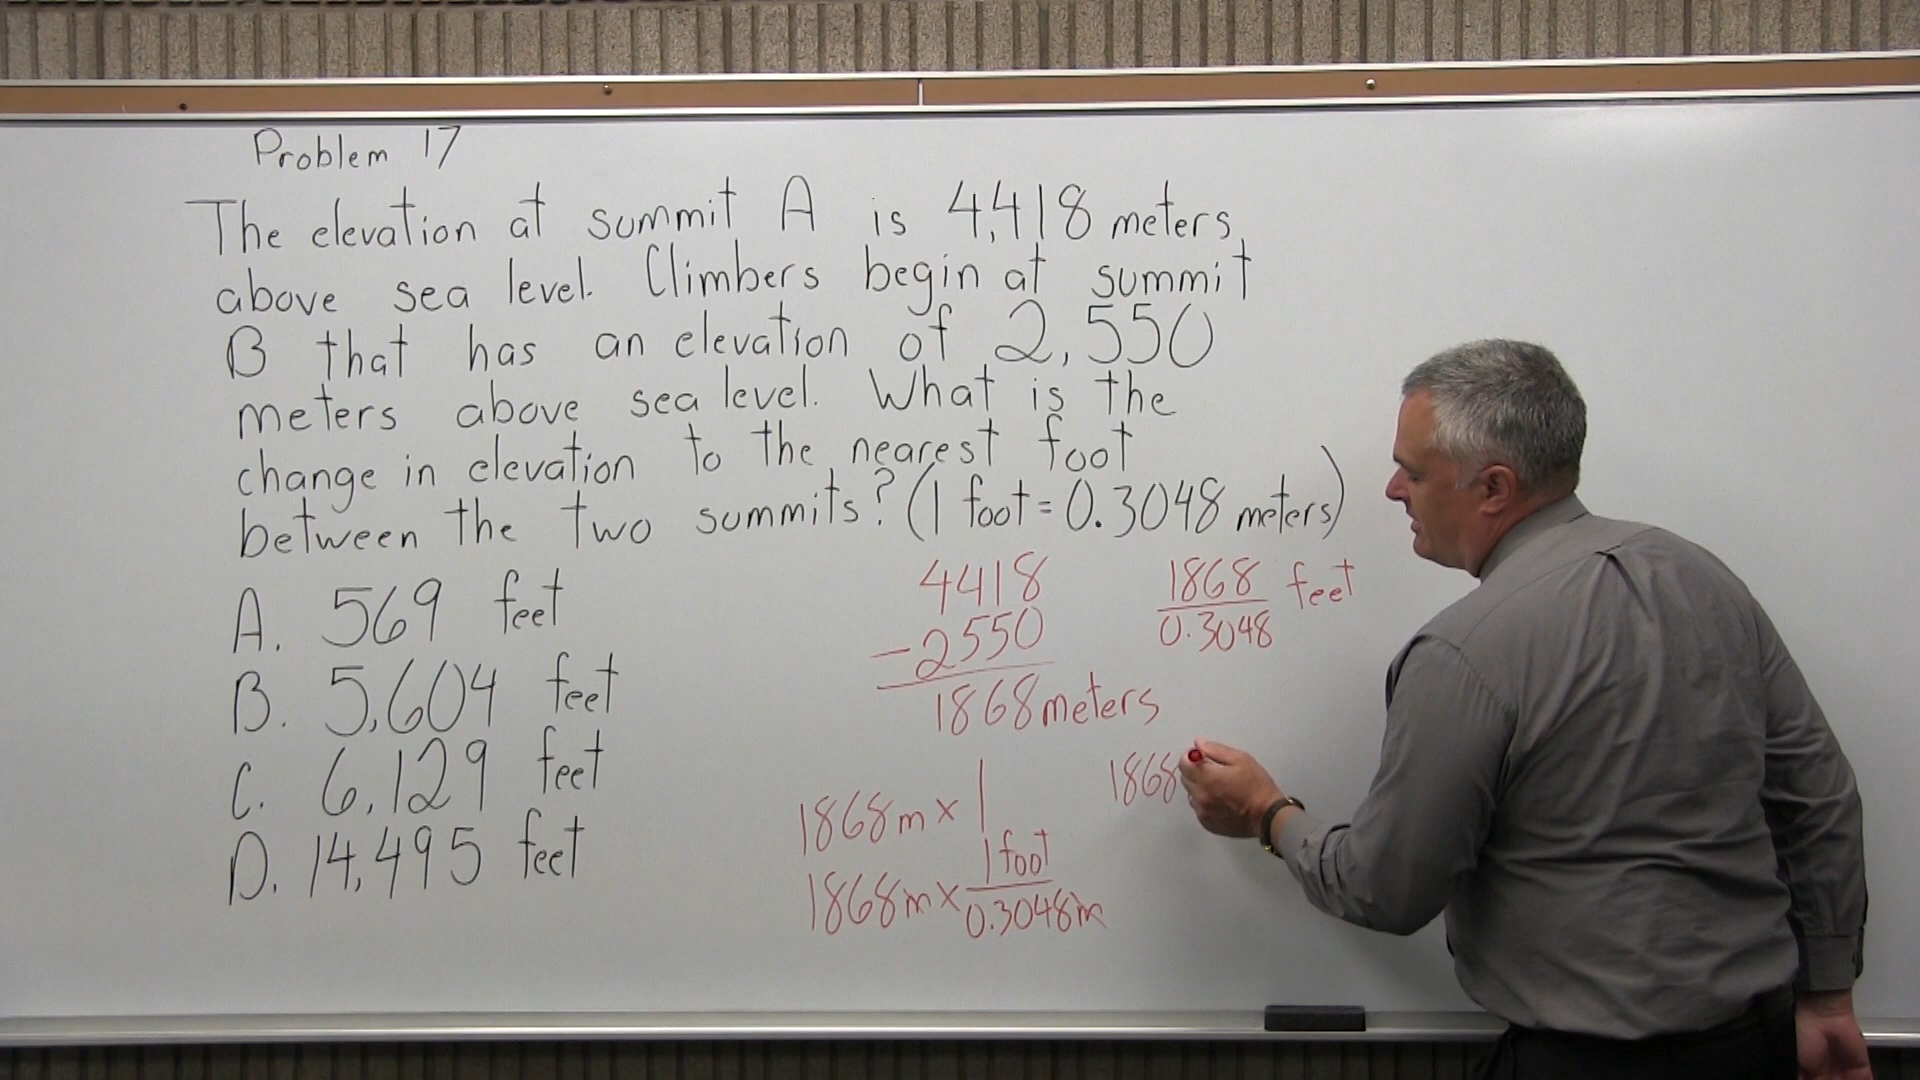 Problem 17
The elevation at summit A is 4,418 meters
above sea level. Climbers begin at summit
B that has an elevation of 2,550
meters above sea level. What is the
change in elevation to the nearest foot
between the two summits? (1 foot = 0.3048 meters)
A. 569 feet
B. 5,604 feet
C. 6,129 feet
D. 14,495 feet
4418
-2550
1868 meters
1868 feet
0.3048
1868m x 1
1868m x 1 foot
0.3048m
1868